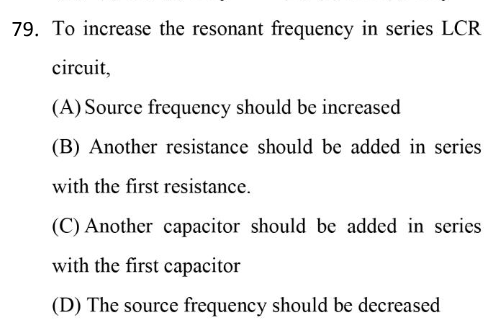 79. To increase the resonant frequency in series LCR
circuit,
(A) Source frequency should be increased
(B) Another resistance should be added in series
with the first resistance.
(C) Another capacitor should be added in series
with the first capacitor
(D) The source frequency should be decreased